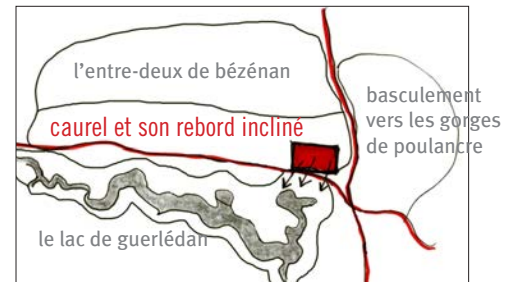 l’entre-deux de bézénan
basculement
vers les gorges
de poulancre
caurel et son rebord incliné
le lac de guerlédan